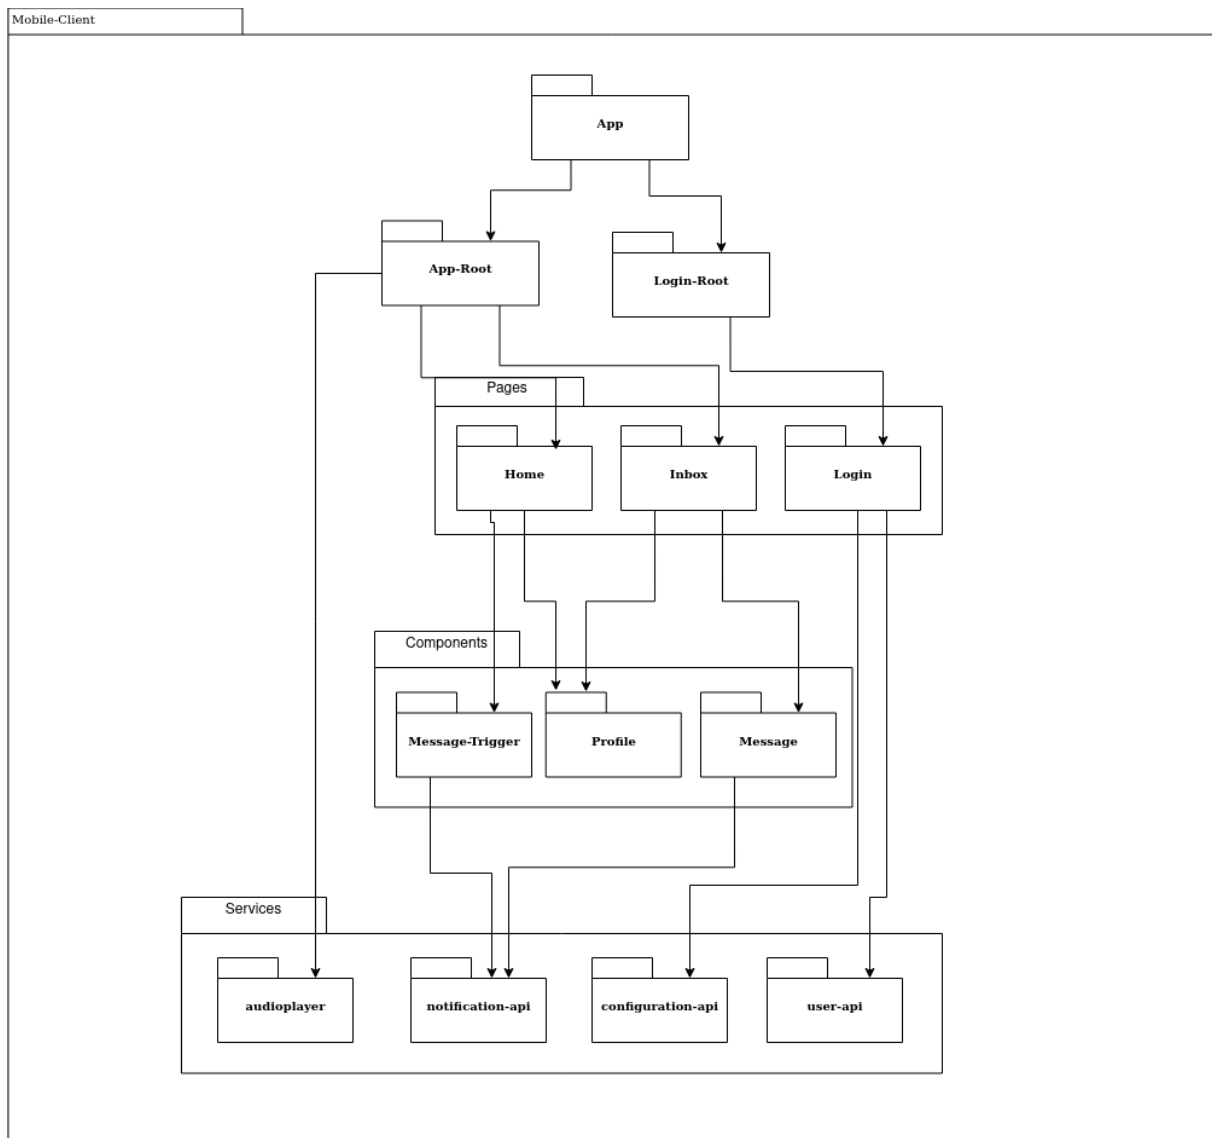 Mobile-Client
App
App-Root
Login-Root
Pages
Home
Inbox
Login
Components
Message-Trigger
Profile
Message
Services
audioplayer
notification-api
configuration-api
user-api